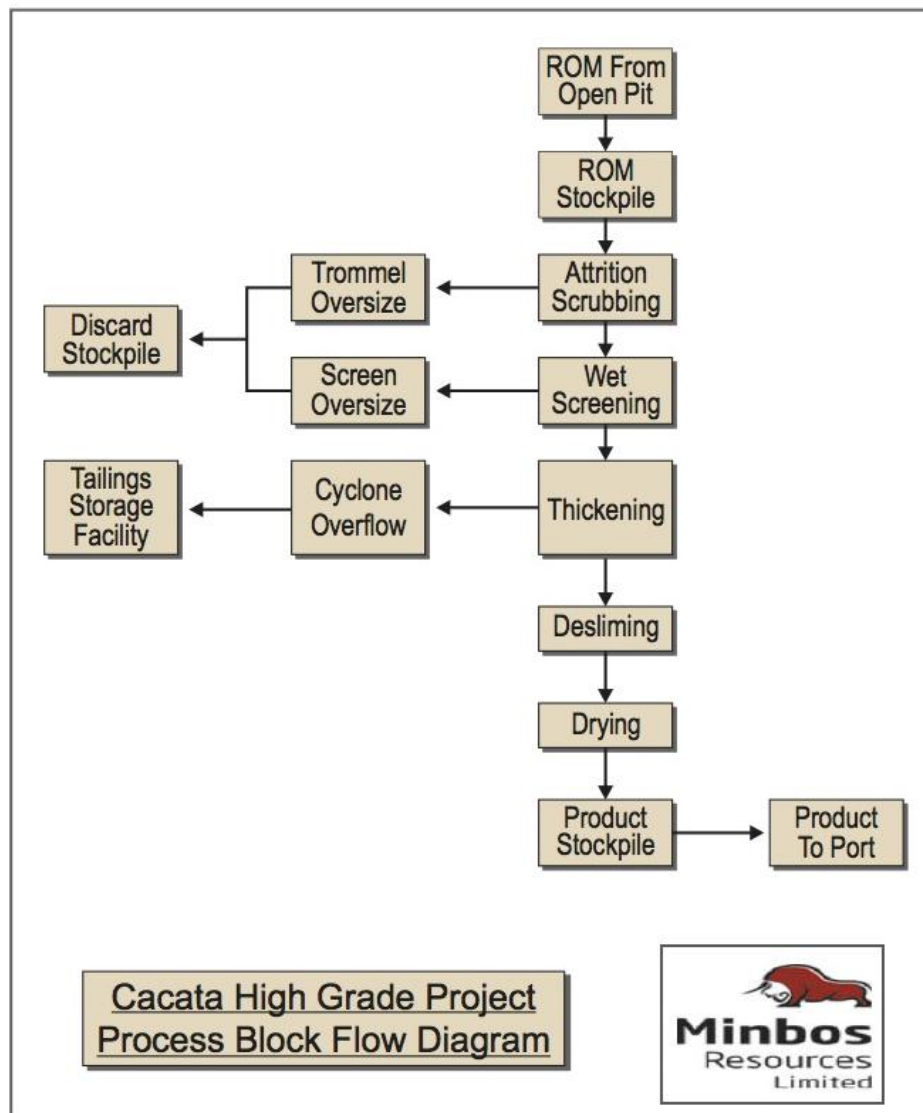 ROM From
Open Pit
ROM
Stockpile
Trommel
Oversize
Attrition
Scrubbing
Discard
Stockpile
Screen
Oversize
Wet
Screening
Tailings
Storage
Facility
Cyclone
Overflow
Thickening
Desliming
Drying
Product
Stockpile
Product
To Port
Cacata High Grade Project
Process Block Flow Diagram
Minbos
Resources
Limited